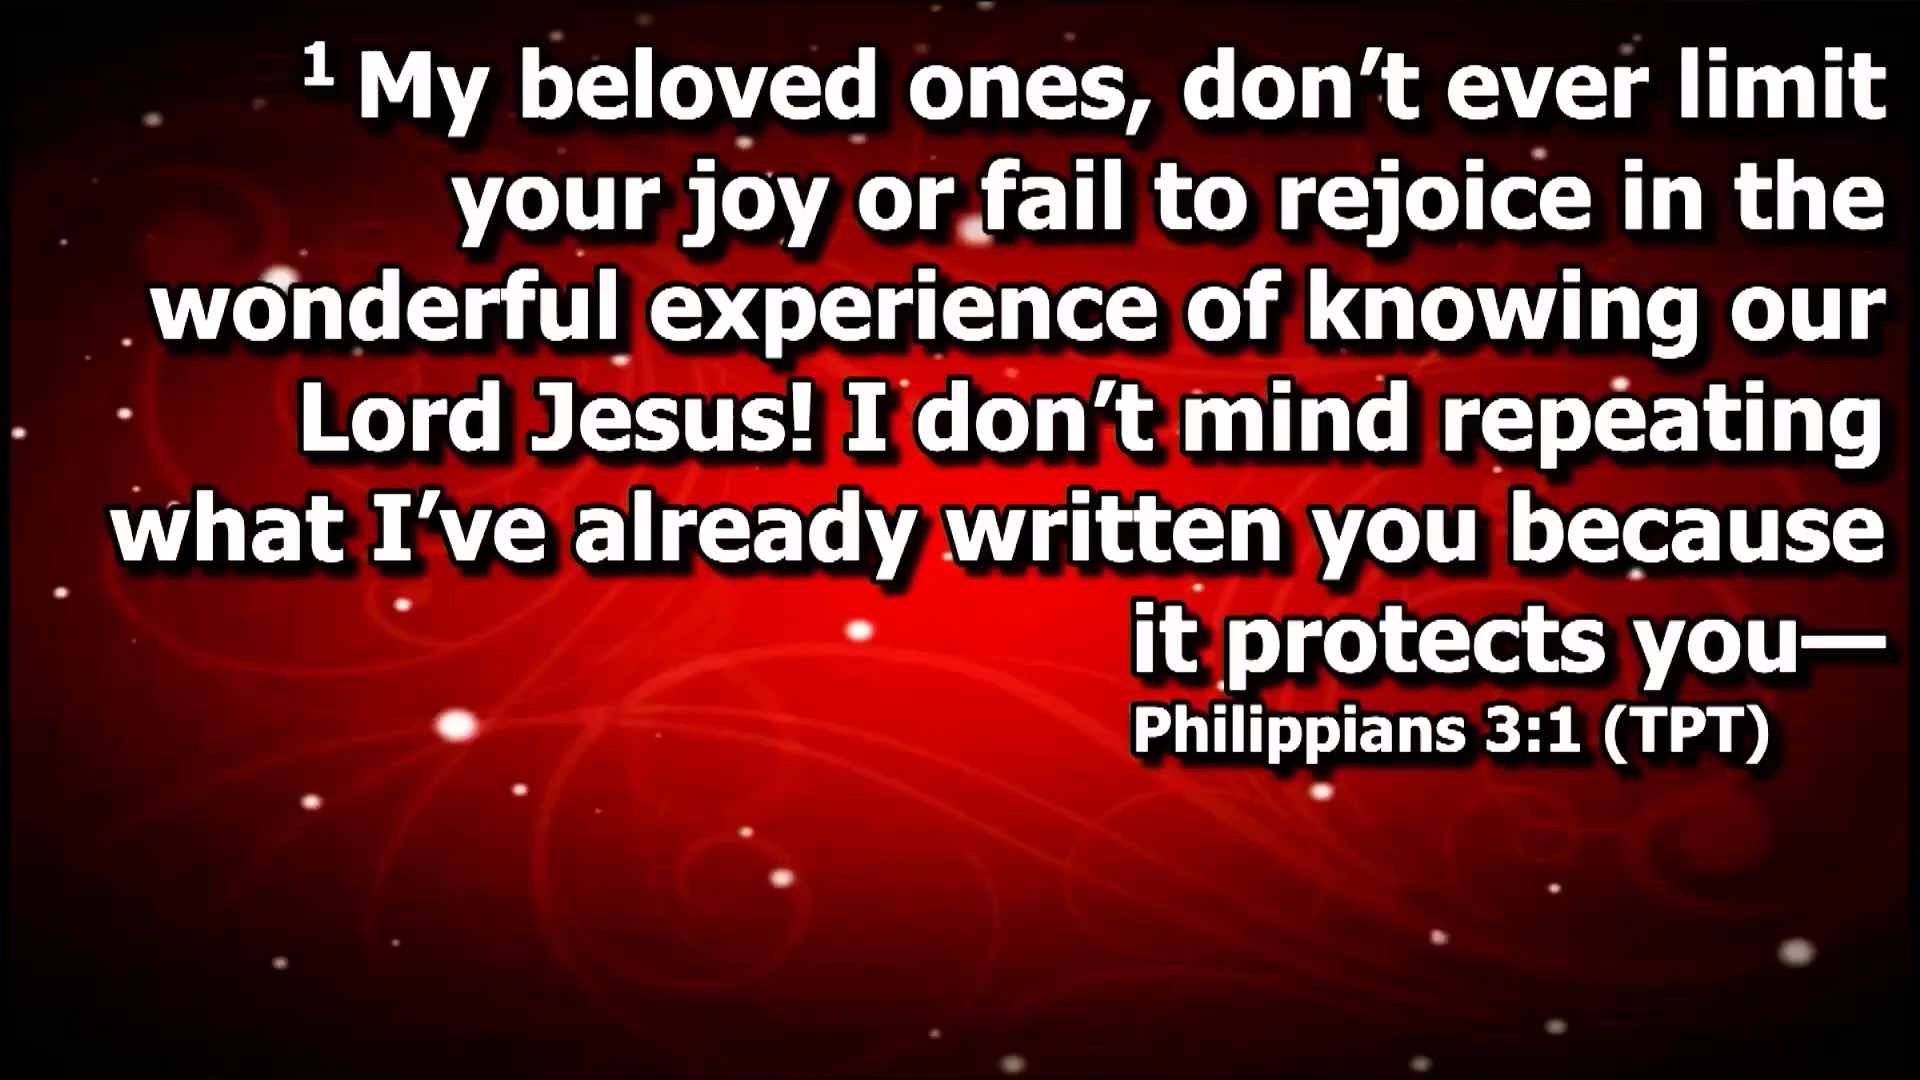 1 My beloved ones, don’t ever limit
your joy or fail to rejoice in the
wonderful experience of knowing our
Lord Jesus! I don’t mind repeating
what I’ve already written you because
it protects you—
Philippians 3:1 (TPT)